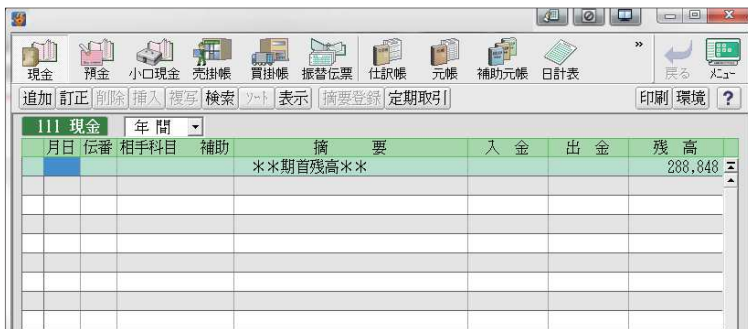 現金 預金 小口現金 売掛帳 買掛帳 振替伝票 仕訳帳 元帳 補助元帳 日計表 » 戻る メニュー
追加 訂正 削除 挿入 複写 検索 ソート 表示 摘要登録 定期取引 印刷 環境 ?
111 現金 年間
月日 伝番 相手科目 補助 摘 要 入 金 出 金 残 高
**期首残高** 288,848